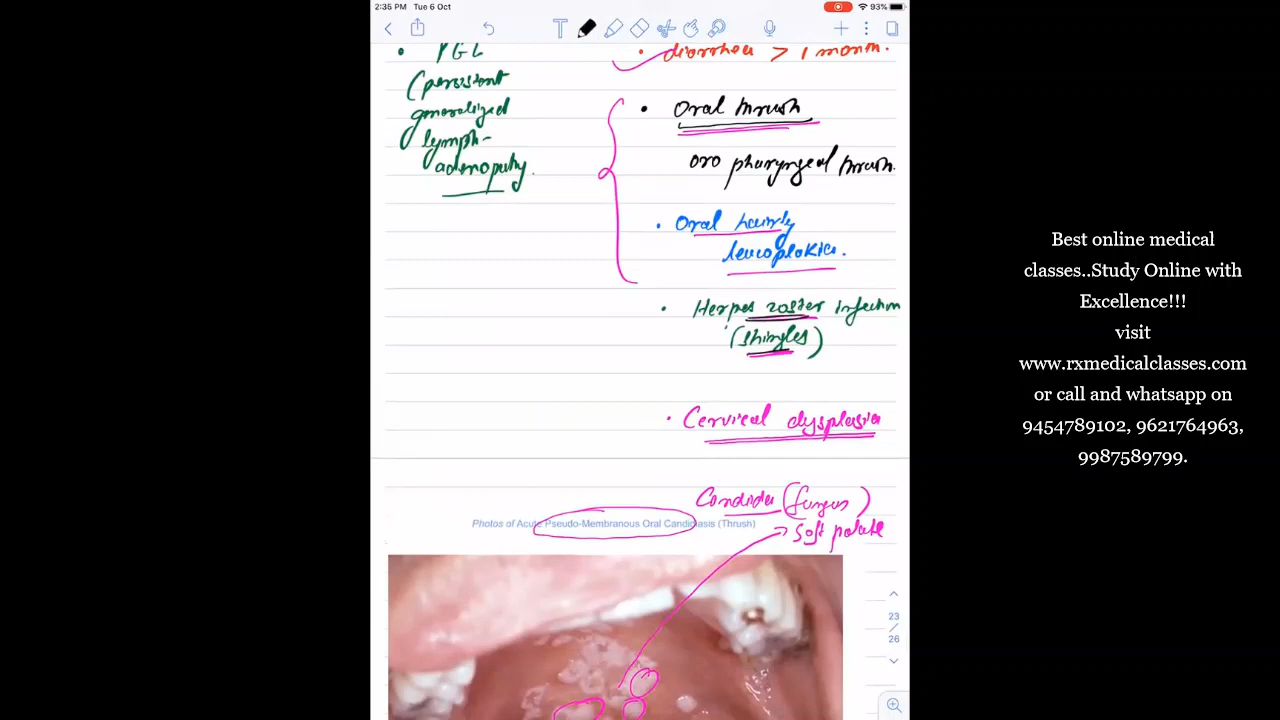 2:35 PM Tue 6 Oct
93%
• PGL
(persistent
generalized
lymph-
adenopathy.
• diorrhea > 1 month.
• Oral thrush
oro pharyngeal thrush.
• Oral hairly
leucoplakia.
• Herpes zoster infection
(shingles)
• Cervical dysplasia
Candida (fungus)
Photos of Acute Pseudo-Membranous Oral Candidiasis (Thrush)
→ Soft palate
23
/
26
Best online medical
classes..Study Online with
Excellence!!!
visit
www.rxmedicalclasses.com
or call and whatsapp on
9454789102, 9621764963,
9987589799.